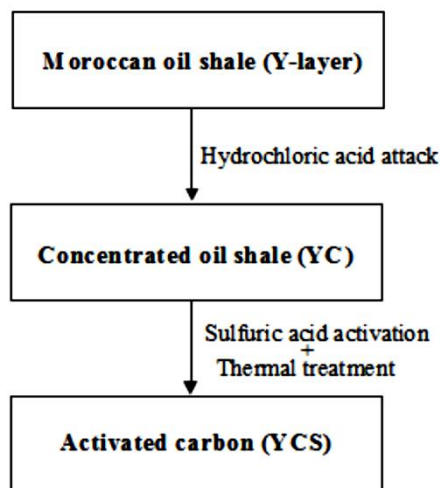 Moroccan oil shale (Y-layer)
Hydrochloric acid attack
Concentrated oil shale (YC)
Sulfuric acid activation
+
Thermal treatment
Activated carbon (YCS)